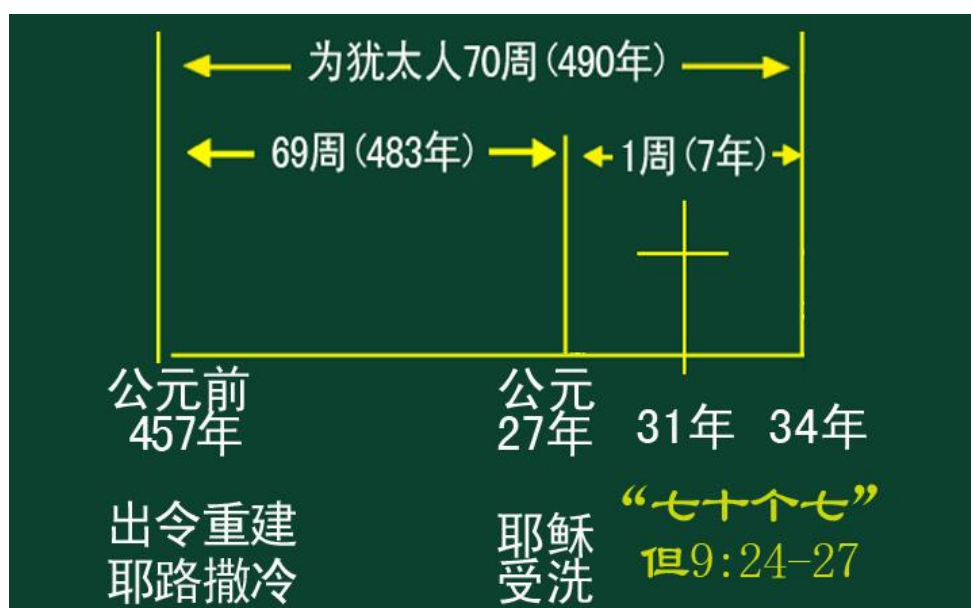 为犹太人70周(490年)
69周(483年)
1周(7年)
公元前
457年
公元
27年
31年
34年
出令重建
耶路撒冷
耶稣
受洗
“七十个七”
但9:24-27